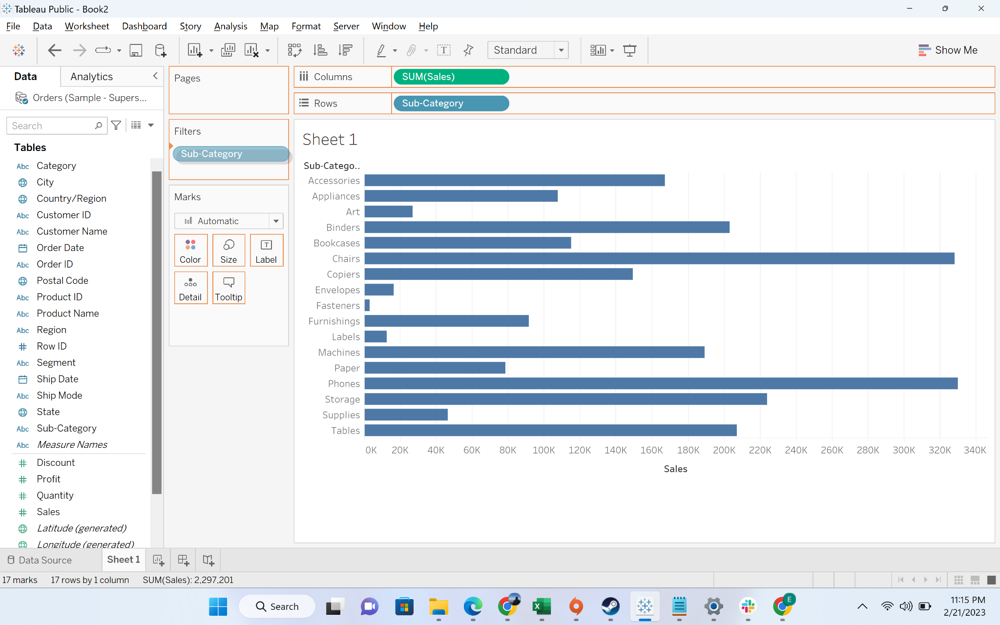 Tableau Public - Book2
File Data Worksheet Dashboard Story Analysis Map Format Server Window Help
Standard
Show Me
Data
Analytics
Orders (Sample - Supers...
Search
Tables
Abc Category
City
Country/Region
Abc Customer ID
Abc Customer Name
Order Date
Abc Order ID
Postal Code
Abc Product ID
Abc Product Name
Abc Region
# Row ID
Abc Segment
Ship Date
Abc Ship Mode
State
Abc Sub-Category
Abc Measure Names
# Discount
# Profit
# Quantity
# Sales
Latitude (generated)
Longitude (generated)
Pages
Filters
Sub-Category
Marks
Automatic
Color
Size
T
Label
Detail
Tooltip
Columns
SUM(Sales)
Rows
Sub-Category
Sheet 1
Sub-Catego..
Accessories
Appliances
Art
Binders
Bookcases
Chairs
Copiers
Envelopes
Fasteners
Furnishings
Labels
Machines
Paper
Phones
Storage
Supplies
Tables
0K 20K 40K 60K 80K 100K 120K 140K 160K 180K 200K 220K 240K 260K 280K 300K 320K 340K
Sales
Data Source
Sheet 1
17 marks 17 rows by 1 column SUM(Sales): 2,297,201
Search
X
E
11:15 PM
2/21/2023